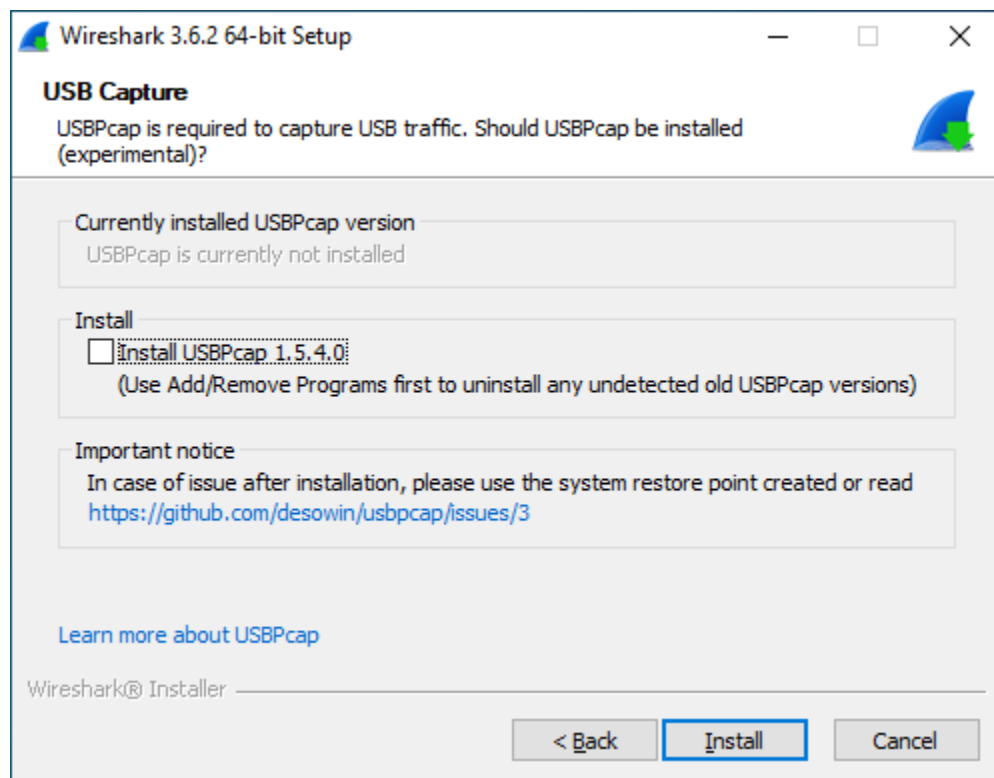 Wireshark 3.6.2 64-bit Setup
USB Capture
USBPcap is required to capture USB traffic. Should USBPcap be installed
(experimental)?
Currently installed USBPcap version
USBPcap is currently not installed
Install
Install USBPcap 1.5.4.0
(Use Add/Remove Programs first to uninstall any undetected old USBPcap versions)
Important notice
In case of issue after installation, please use the system restore point created or read
https://github.com/desowin/usbpcap/issues/3
Learn more about USBPcap
Wireshark® Installer
< Back
Install
Cancel